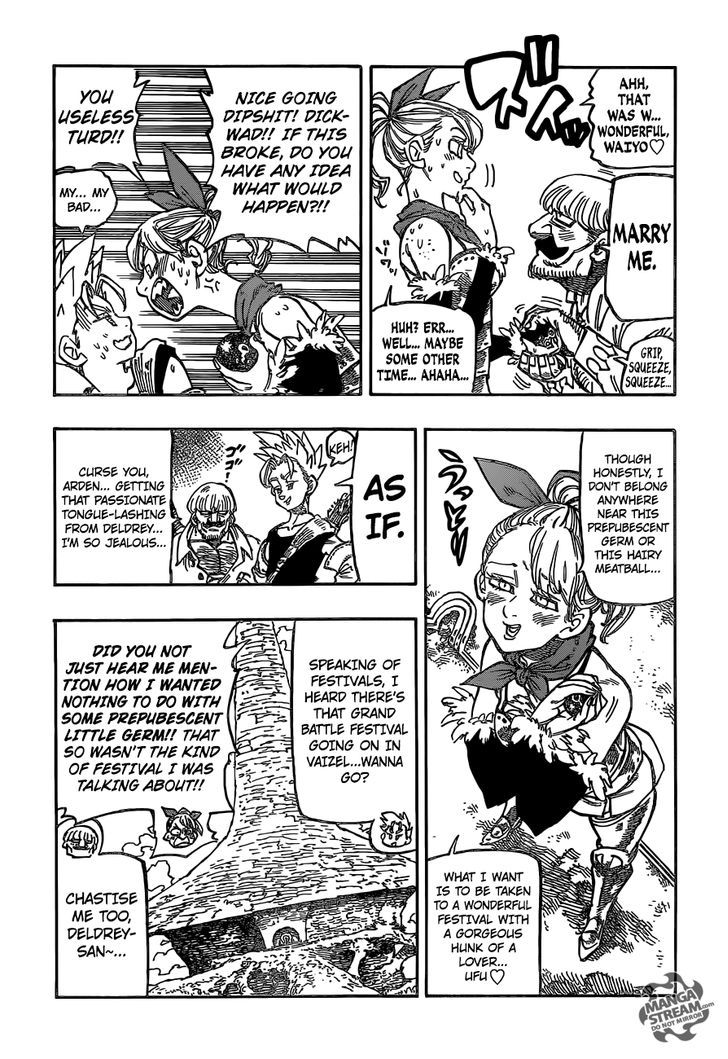 AHH,
THAT
WAS W...
WONDERFUL,
WAIYO♡
MARRY
ME.
GRIP,
SQUEEZE,
SQUEEZE...
HUH? ERR...
WELL... MAYBE
SOME OTHER
TIME... AHAHA...
NICE GOING
DIPSHIT! DICK-
WAD!! IF THIS
BROKE, DO YOU
HAVE ANY IDEA
WHAT WOULD
HAPPEN?!!
YOU
USELESS
TURD!!
MY... MY
BAD...
THOUGH
HONESTLY, I
DON'T BELONG
ANYWHERE
NEAR THIS
PREPUBESCENT
GERM OR
THIS HAIRY
MEATBALL...
うっとり
WHAT I WANT
IS TO BE TAKEN
TO A WONDERFUL
FESTIVAL WITH
A GORGEOUS
HUNK OF A
LOVER...
UFU♡
KEH!
AS
IF.
CURSE YOU,
ARDEN... GETTING
THAT PASSIONATE
TONGUE-LASHING
FROM DELDREY...
I'M SO JEALOUS...
SPEAKING OF
FESTIVALS, I
HEARD THERE'S
THAT GRAND
BATTLE FESTIVAL
GOING ON IN
VAIZEL...WANNA
GO?
DID YOU NOT
JUST HEAR ME MEN-
TION HOW I WANTED
NOTHING TO DO WITH
SOME PREPUBESCENT
LITTLE GERM!! THAT
SO WASN'T THE KIND
OF FESTIVAL I WAS
TALKING ABOUT!!
CHASTISE
ME TOO,
DELDREY-
SAN~...
MANGA
STREAM.com
DO NOT MIRROR